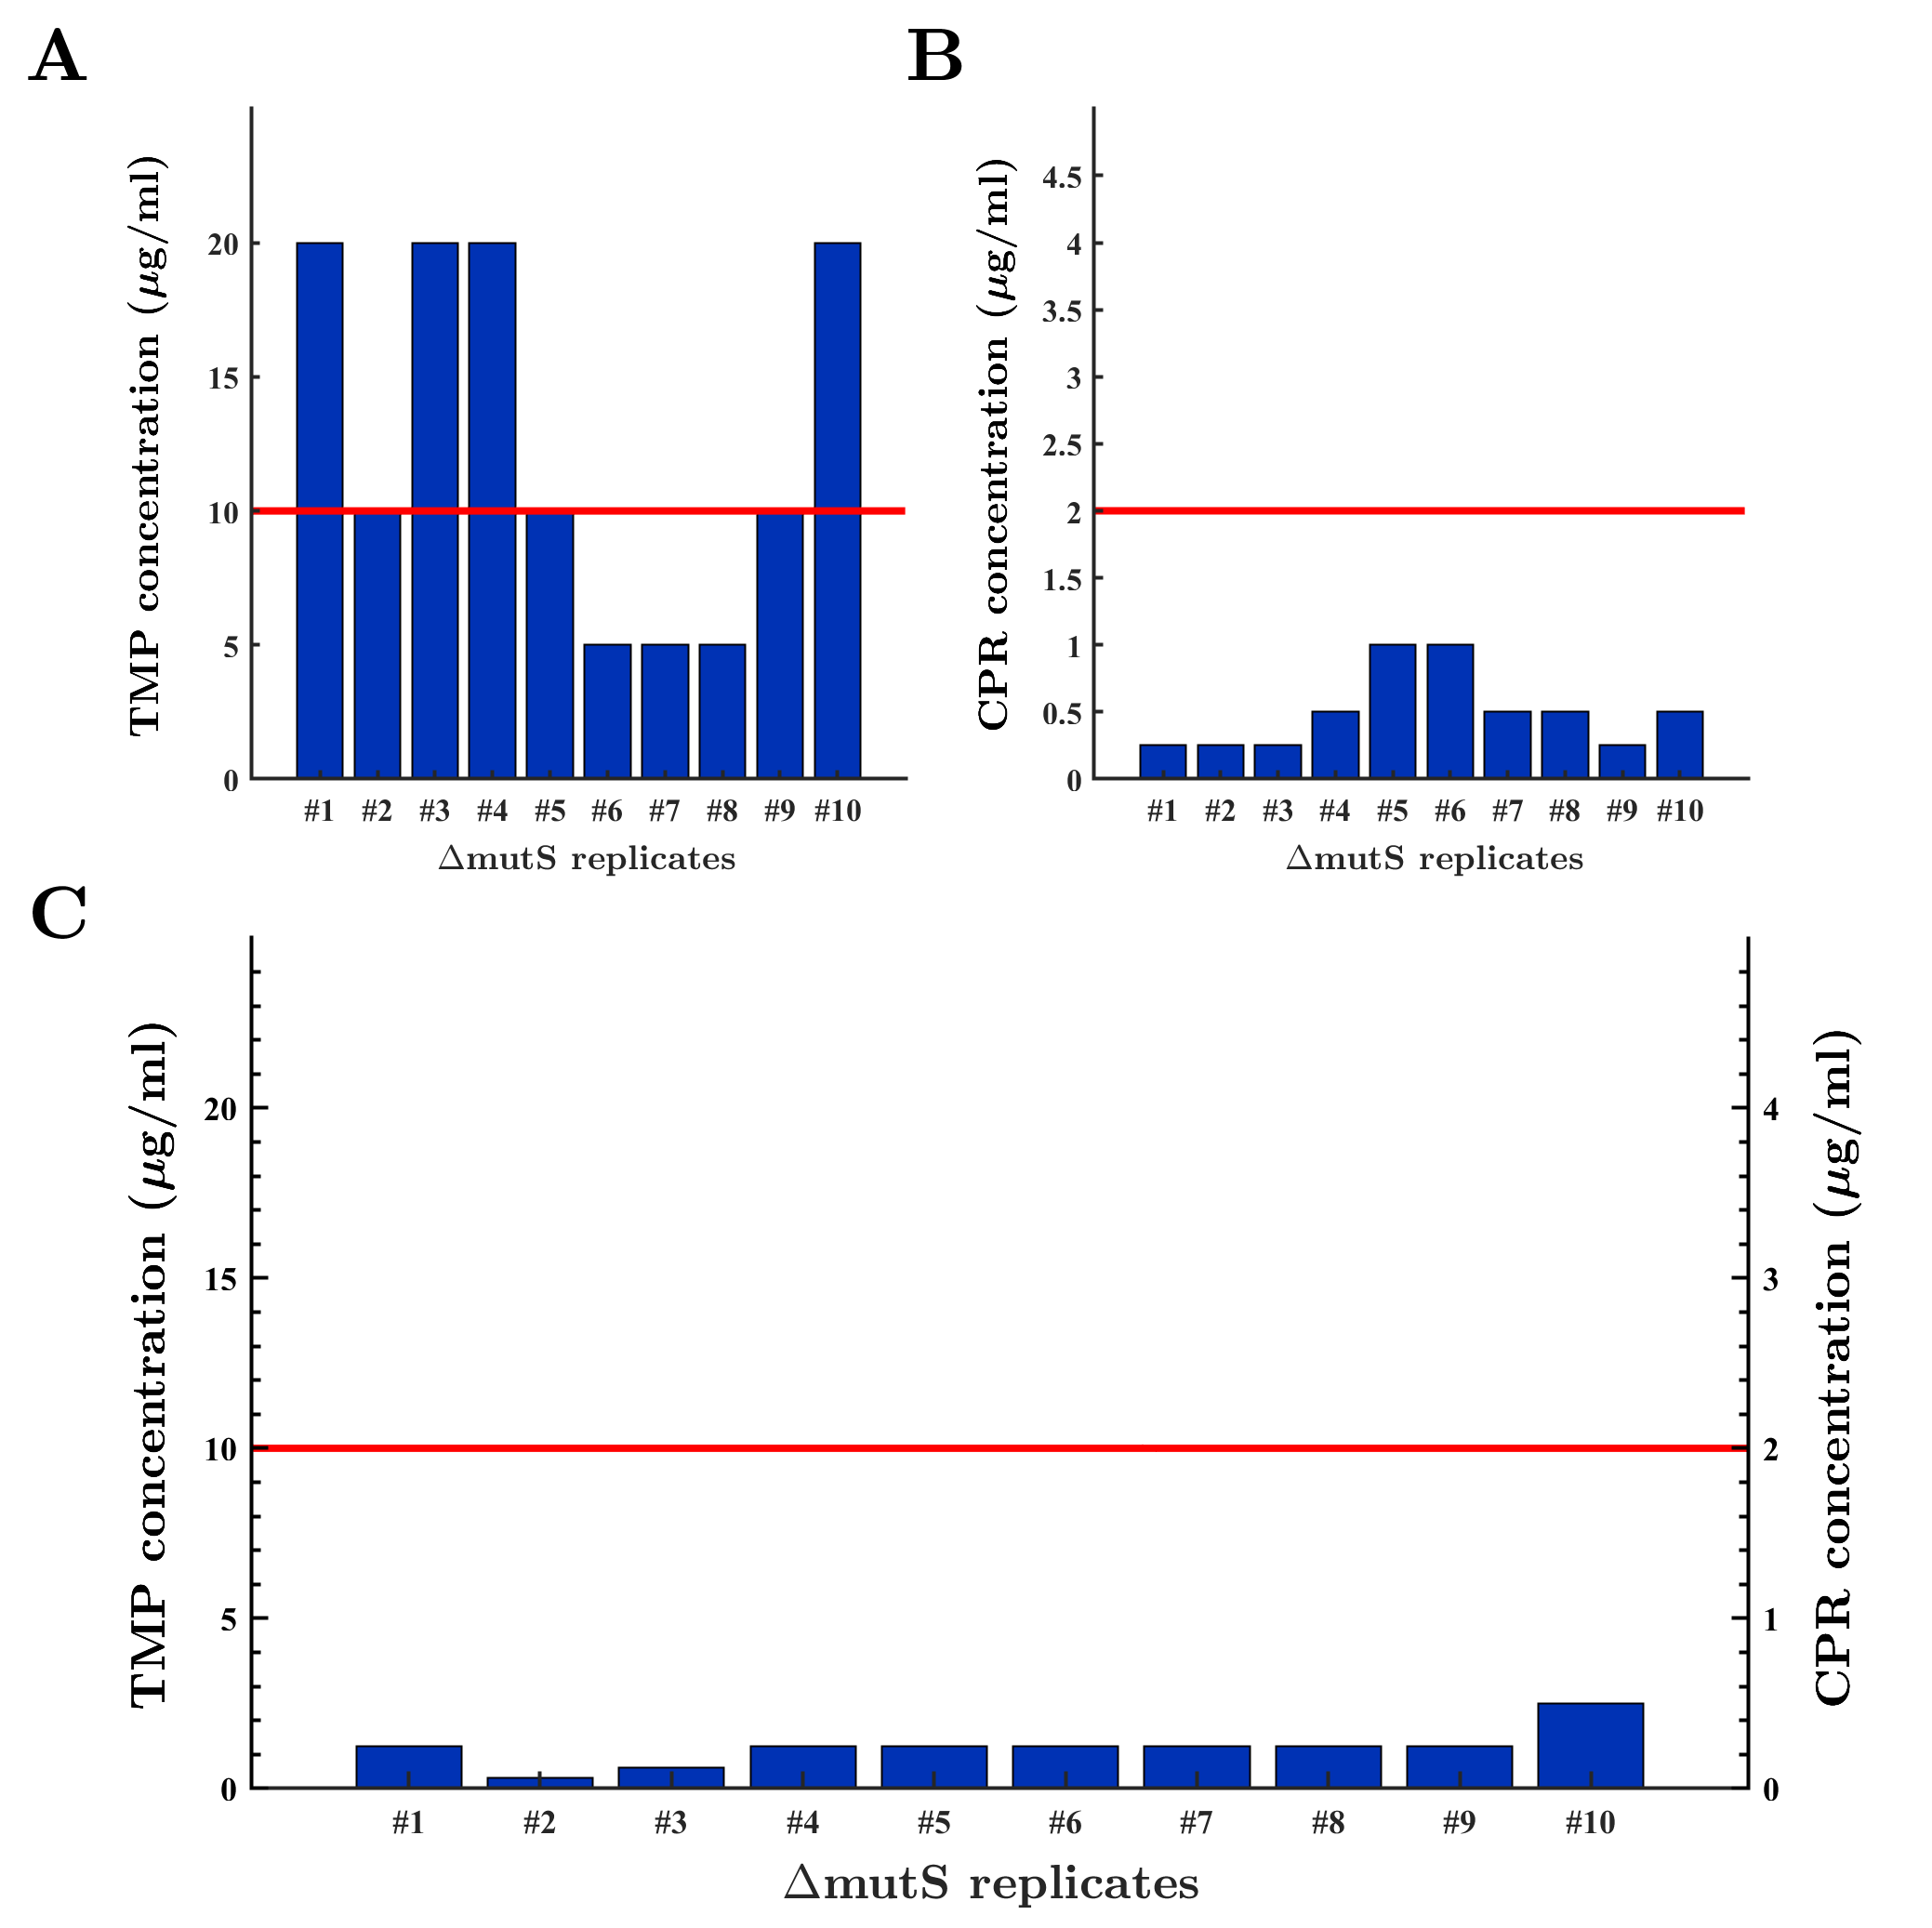 A
TMP concentration (μg/ml)
20
15
10
5
0
#1 #2 #3 #4 #5 #6 #7 #8 #9 #10
ΔmutS replicates
B
CPR concentration (μg/ml)
4.5
4
3.5
3
2.5
2
1.5
1
0.5
0
#1 #2 #3 #4 #5 #6 #7 #8 #9 #10
ΔmutS replicates
C
TMP concentration (μg/ml)
20
15
10
5
0
CPR concentration (μg/ml)
4
3
2
1
0
#1 #2 #3 #4 #5 #6 #7 #8 #9 #10
ΔmutS replicates